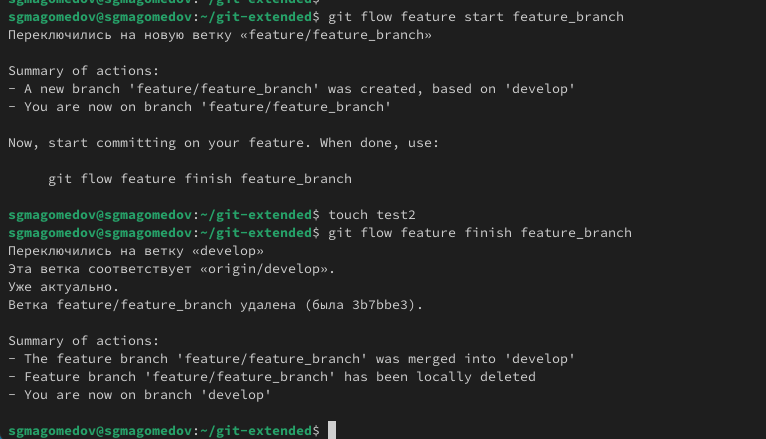 sgmagomedov@sgmagomedov:~/git-extended$
sgmagomedov@sgmagomedov:~/git-extended$ git flow feature start feature_branch
Переключились на новую ветку «feature/feature_branch»
Summary of actions:
- A new branch 'feature/feature_branch' was created, based on 'develop'
- You are now on branch 'feature/feature_branch'
Now, start committing on your feature. When done, use:
git flow feature finish feature_branch
sgmagomedov@sgmagomedov:~/git-extended$ touch test2
sgmagomedov@sgmagomedov:~/git-extended$ git flow feature finish feature_branch
Переключились на ветку «develop»
Эта ветка соответствует «origin/develop».
Уже актуально.
Ветка feature/feature_branch удалена (была 3b7bbe3).
Summary of actions:
- The feature branch 'feature/feature_branch' was merged into 'develop'
- Feature branch 'feature/feature_branch' has been locally deleted
- You are now on branch 'develop'
sgmagomedov@sgmagomedov:~/git-extended$